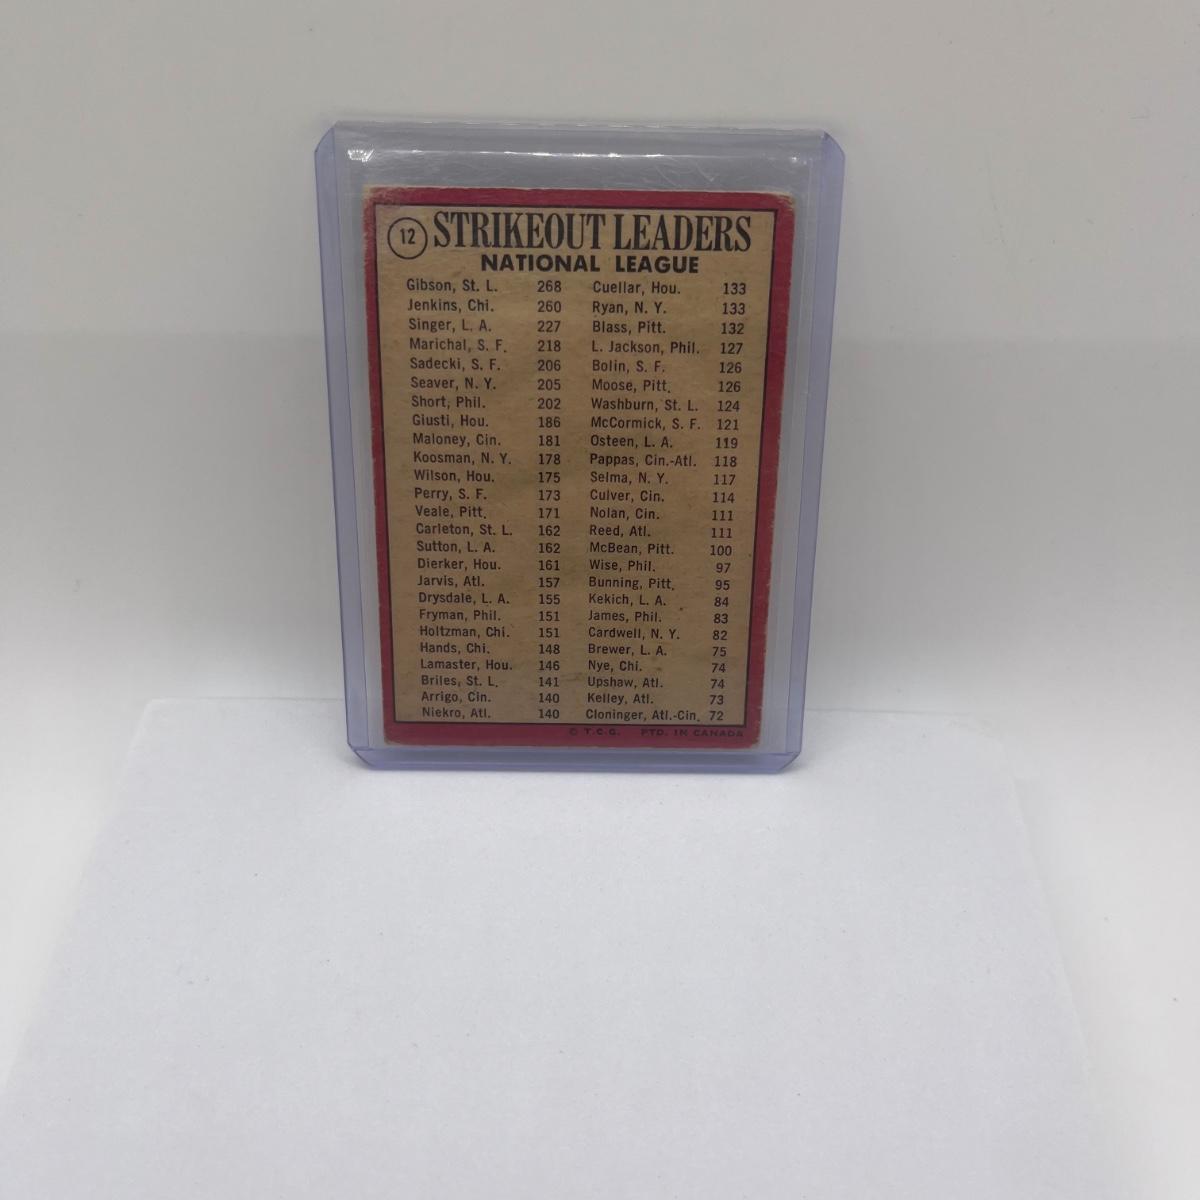 12 STRIKEOUT LEADERS
NATIONAL LEAGUE
Gibson, St. L. 268
Jenkins, Chi. 260
Singer, L. A. 227
Marichal, S. F. 218
Sadecki, S. F. 206
Seaver, N. Y. 205
Short, Phil. 202
Giusti, Hou. 186
Maloney, Cin. 181
Koosman, N. Y. 178
Wilson, Hou. 175
Perry, S. F. 173
Veale, Pitt. 171
Carleton, St. L. 162
Sutton, L. A. 162
Dierker, Hou. 161
Jarvis, Atl. 157
Drysdale, L. A. 155
Fryman, Phil. 151
Holtzman, Chi. 151
Hands, Chi. 148
Lamaster, Hou. 146
Briles, St. L. 141
Arrigo, Cin. 140
Niekro, Atl. 140
Cuellar, Hou. 133
Ryan, N. Y. 133
Blass, Pitt. 132
L. Jackson, Phil. 127
Bolin, S. F. 126
Moose, Pitt. 126
Washburn, St. L. 124
McCormick, S. F. 121
Osteen, L. A. 119
Pappas, Cin.-Atl. 118
Selma, N. Y. 117
Culver, Cin. 114
Nolan, Cin. 111
Reed, Atl. 111
McBean, Pitt. 100
Wise, Phil. 97
Bunning, Pitt. 95
Kekich, L. A. 84
James, Phil. 83
Cardwell, N. Y. 82
Brewer, L. A. 75
Nye, Chi. 74
Upshaw, Atl. 74
Kelley, Atl. 73
Cloninger, Atl.-Cin. 72
© T.C.G. PTD. IN CANADA